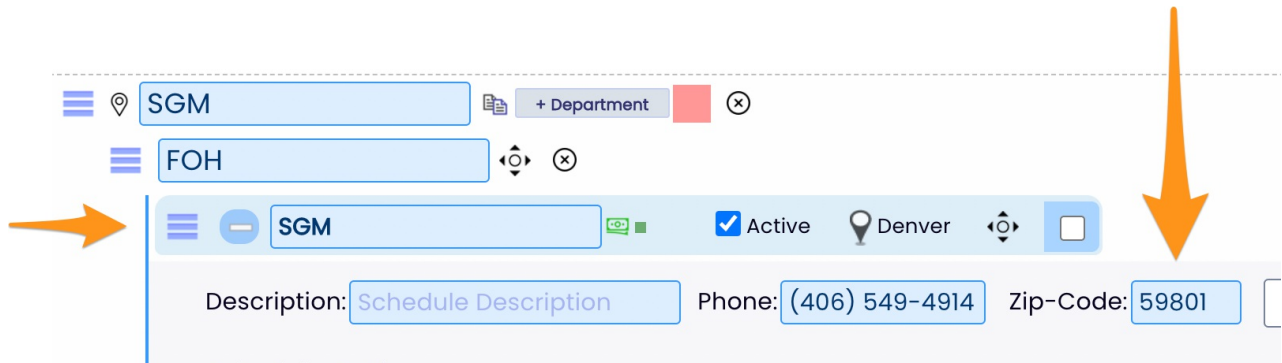 SGM + Department
FOH
SGM Active Denver
Description: Schedule Description Phone: (406) 549-4914 Zip-Code: 59801